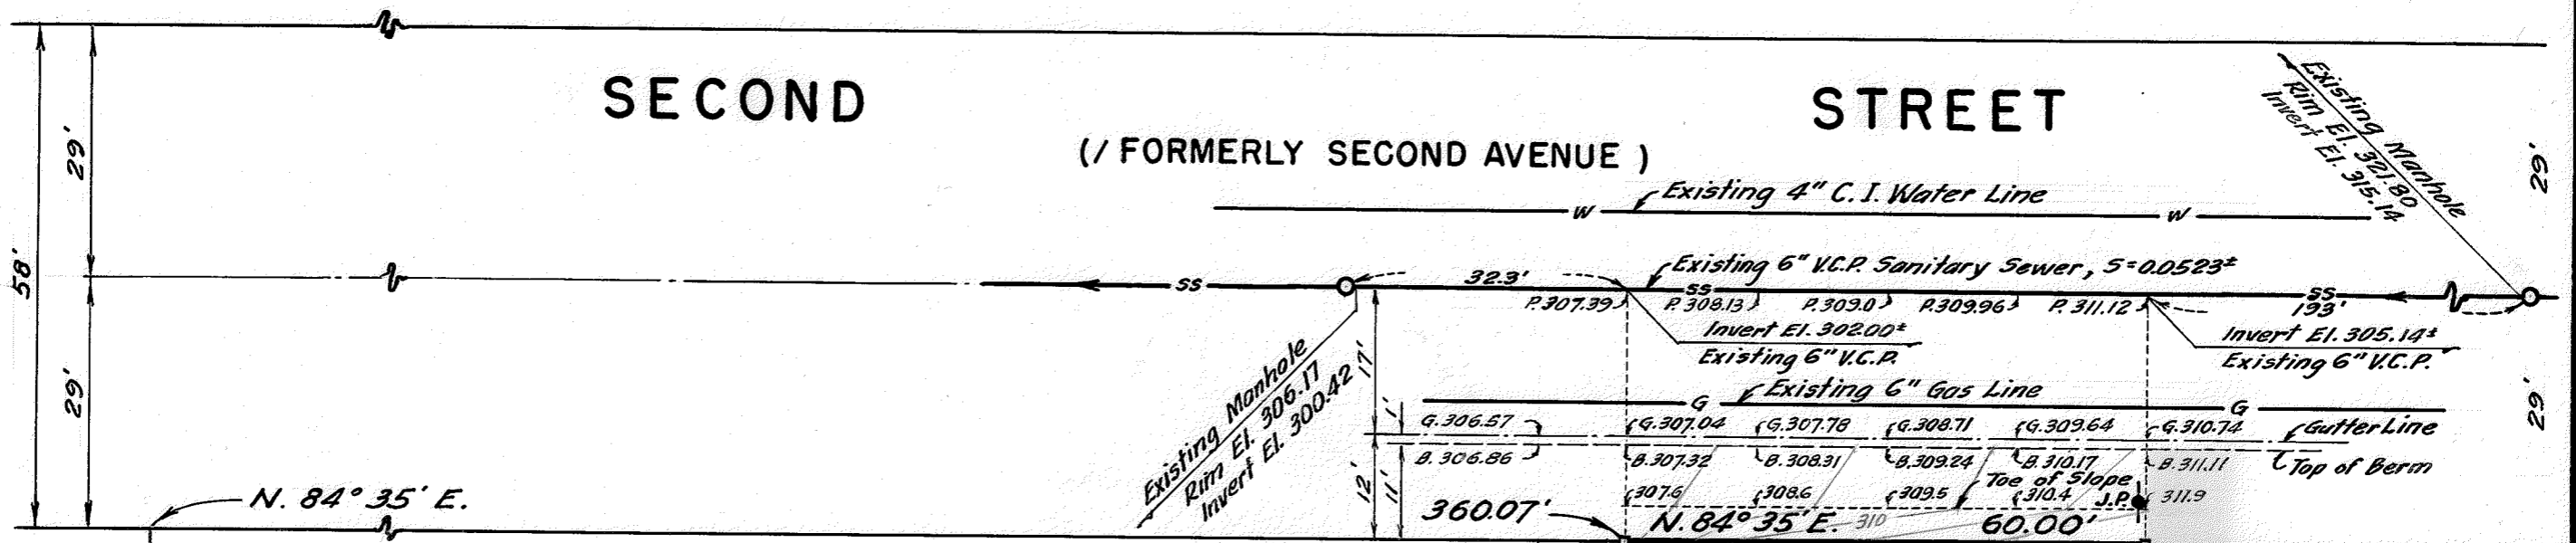 SECOND STREET
(/ FORMERLY SECOND AVENUE )
58'
29'
29'
Existing 4" C.I. Water Line
W
W
Existing Manhole
Rim El. 321.80
Invert El. 315.14
29'
29'
SS
32.3'
Existing 6" V.C.P. Sanitary Sewer, S=0.0523±
SS
SS
193'
P.307.39
P.308.13
P.309.0
P.309.96
P.311.12
Invert El. 302.00±
Existing 6" V.C.P.
Invert El. 305.14±
Existing 6" V.C.P.
Existing Manhole
Rim El. 306.17
Invert El. 300.42
17'
1'
12'
11'
G
Existing 6" Gas Line
G
G.306.57
G.307.04
G.307.78
G.308.71
G.309.64
G.310.74
Gutter Line
B.306.86
B.307.32
B.308.31
B.309.24
B.310.17
B.311.11
Top of Berm
Toe of Slope
307.6
308.6
309.5
310.4
J.P.
311.9
N. 84° 35' E.
360.07'
N. 84° 35' E.
310
60.00'